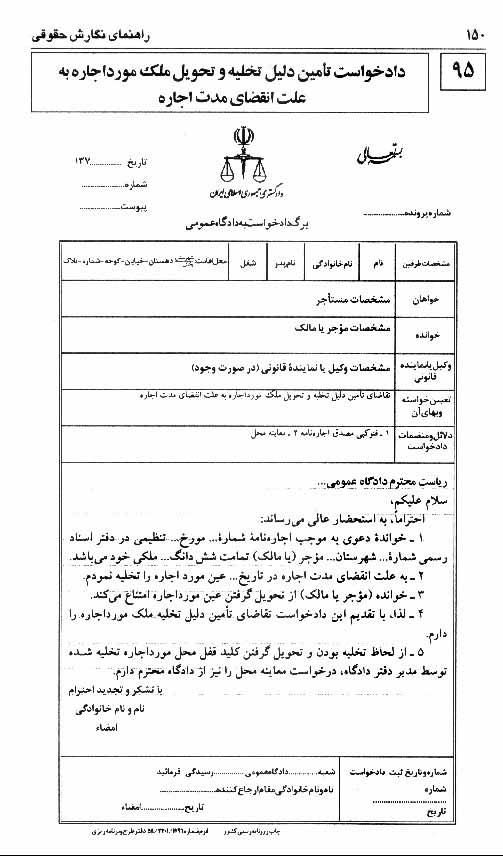 ۱۵۰
راهنمای نگارش حقوقی
۹۵
دادخواست تأمین دلیل تخلیه و تحویل ملک مورد اجاره به
علت انقضای مدت اجاره
بسمه‌تعالی
دادگستری جمهوری اسلامی ایران
تاریخ ............... ۱۳۷
شماره ...............
پیوست ...............
شماره پرونده ...............
برگ دادخواست به دادگاه عمومی
مشخصات طرفین | نام | نام خانوادگی | نام پدر | شغل | محل اقامت دهستان-خیابان-کوچه-شماره-پلاک
خواهان | مشخصات مستأجر
خوانده | مشخصات مؤجر یا مالک
وکیل یا نماینده قانونی | مشخصات وکیل یا نمایندهٔ قانونی (در صورت وجود)
تعیین خواسته و بهای آن | تقاضای تأمین دلیل تخلیه و تحویل ملک مورد اجاره به علت انقضای مدت اجاره
دلائل و منضمات دادخواست | ۱ ـ فتوکپی مصدق اجاره‌نامه ۲ ـ معاینه محل
ریاست محترم دادگاه عمومی...
سلام علیکم،
احتراماً، به استحضار عالی می‌رساند:
۱ ـ خواندهٔ دعوی به موجب اجاره‌نامهٔ شمارهٔ... مورخ... تنظیمی در دفتر اسناد
رسمی شمارهٔ... شهرستان... مؤجر (یا مالک) تمامت شش دانگ... ملکی خود می‌باشد.
۲ ـ به علت انقضای مدت اجاره در تاریخ... عین مورد اجاره را تخلیه نمودم.
۳ ـ خوانده (مؤجر یا مالک) از تحویل گرفتن عین مورد اجاره امتناع می‌کند.
۴ ـ لذا، با تقدیم این دادخواست تقاضای تأمین دلیل تخلیه ملک مورد اجاره را
دارم.
۵ ـ از لحاظ تخلیه بودن و تحویل گرفتن کلید قفل محل مورد اجاره تخلیه شده
توسط مدیر دفتر دادگاه، درخواست معاینه محل را نیز از دادگاه محترم دارم.
با تشکر و تجدید احترام
نام و نام خانوادگی
امضاء
شماره و تاریخ ثبت دادخواست
شماره
...............
تاریخ
شعبه ............... دادگاه عمومی ............... رسیدگی فرمائید
نام و نام خانوادگی مقام ارجاع کننده ...............
تاریخ ............... امضاء
چاپ روزنامه رسمی کشور
دفتر طرح و برنامه ریزی